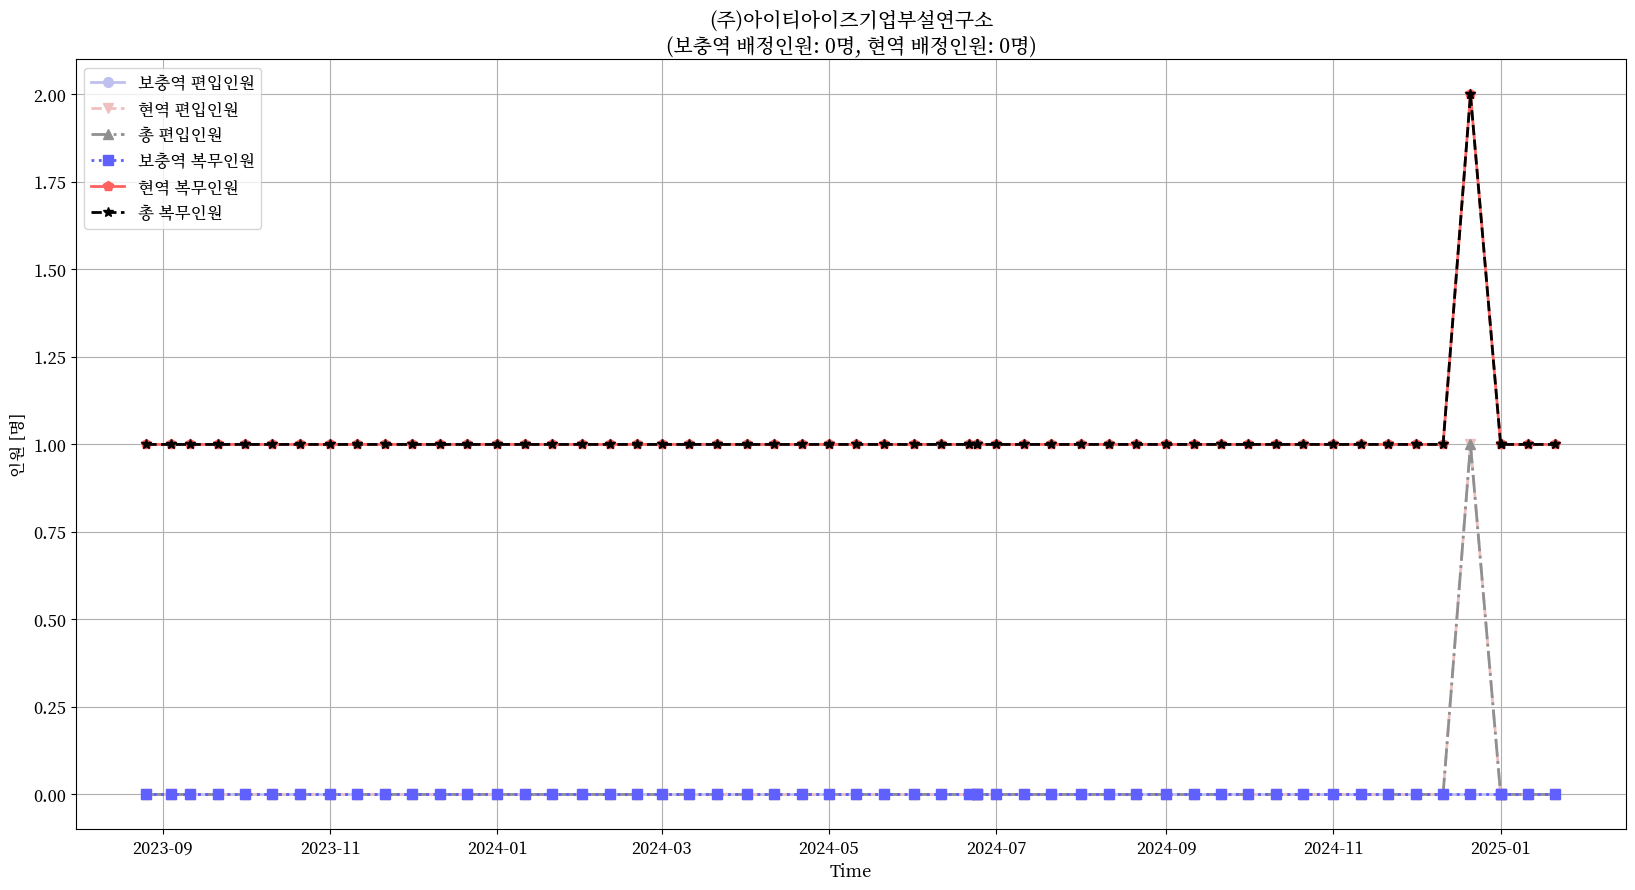 (주)아이티아이즈기업부설연구소
(보충역 배정인원: 0명, 현역 배정인원: 0명)
보충역 편입인원
현역 편입인원
총 편입인원
보충역 복무인원
현역 복무인원
총 복무인원
인원 [명]
2.00
1.75
1.50
1.25
1.00
0.75
0.50
0.25
0.00
2023-09 2023-11 2024-01 2024-03 2024-05 2024-07 2024-09 2024-11 2025-01
Time